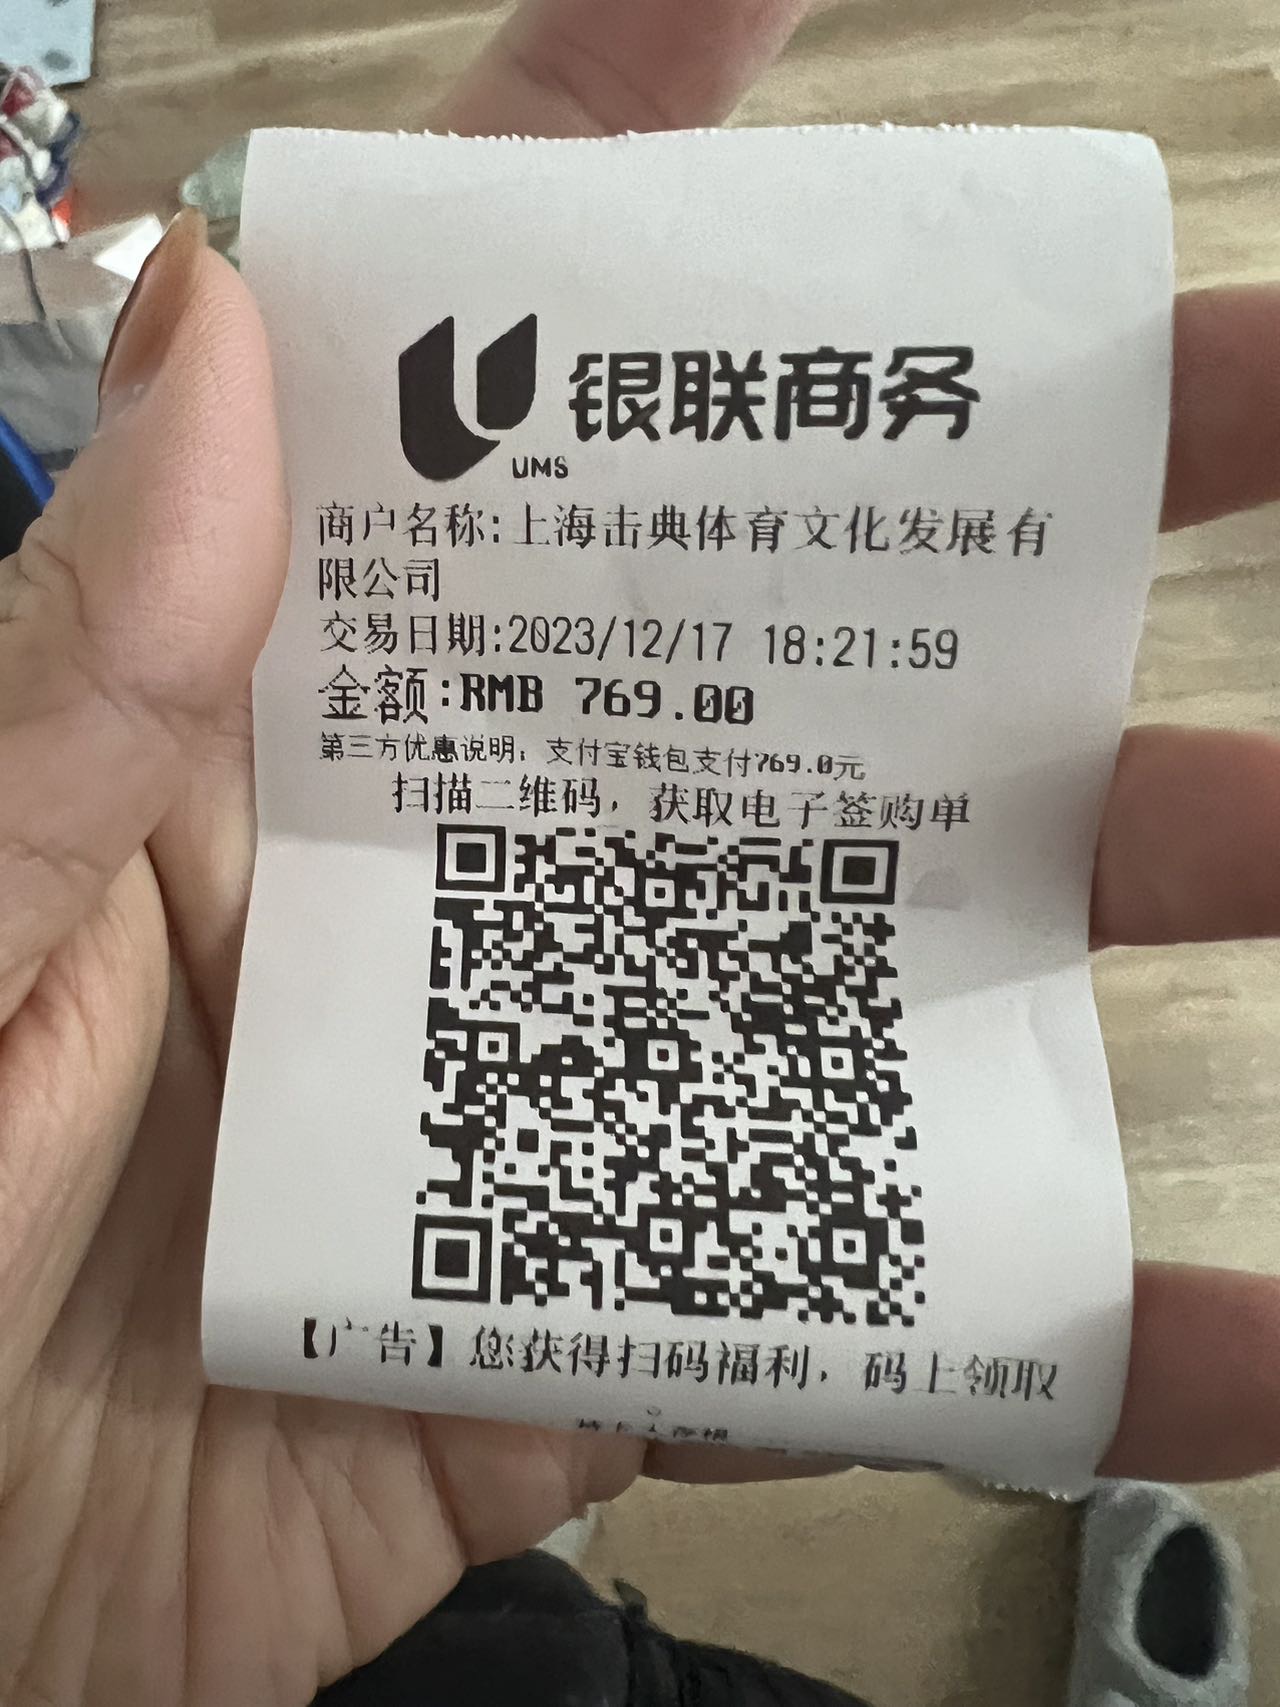 银联商务
UMS
商户名称:上海击典体育文化发展有
限公司
交易日期:2023/12/17 18:21:59
金额:RMB 769.00
第三方优惠说明: 支付宝钱包支付769.0元
扫描二维码，获取电子签购单
【广告】您获得扫码福利，码上领取